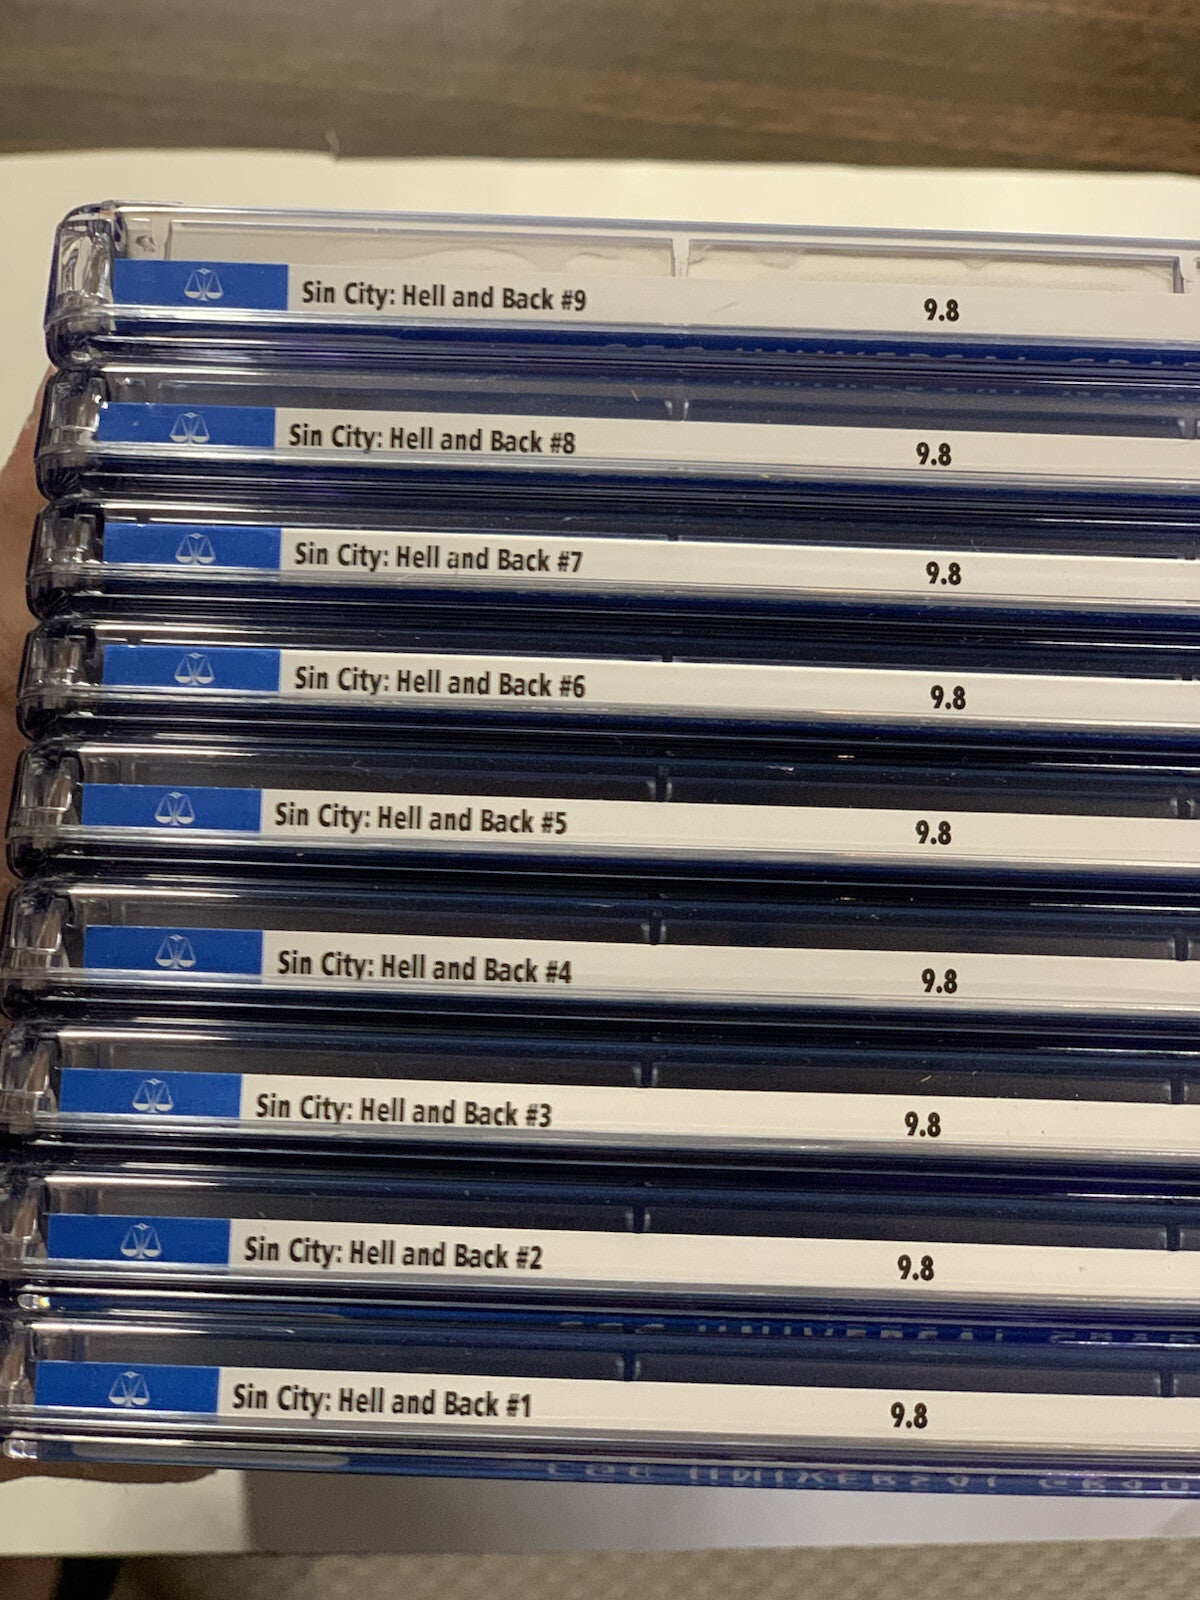 Sin City: Hell and Back #9 9.8
Sin City: Hell and Back #8 9.8
Sin City: Hell and Back #7 9.8
Sin City: Hell and Back #6 9.8
Sin City: Hell and Back #5 9.8
Sin City: Hell and Back #4 9.8
Sin City: Hell and Back #3 9.8
Sin City: Hell and Back #2 9.8
Sin City: Hell and Back #1 9.8